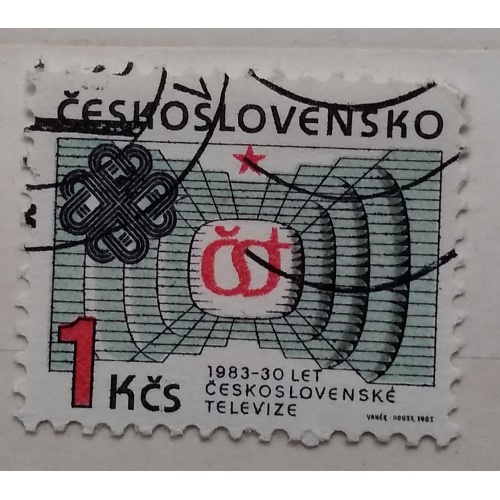 ČESKOSLOVENSKO
čst
1 Kčs
1983-30 LET
ČESKOSLOVENSKÉ
TELEVIZE